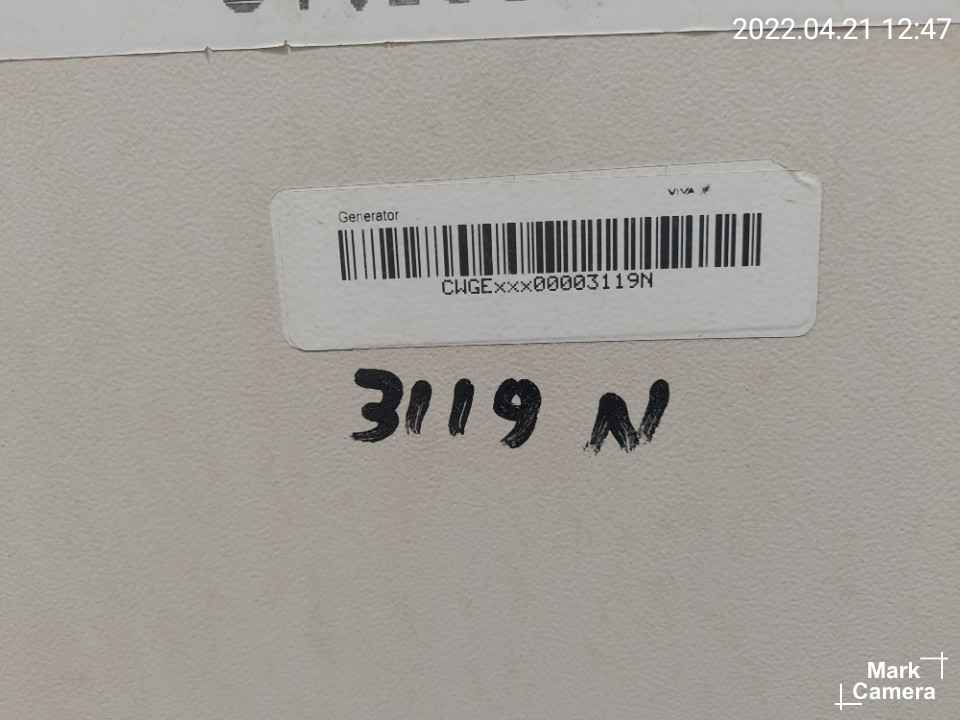 2022.04.21 12:47
VIVA
Generator
CWGExxx00003119N
3119 N
Mark
Camera